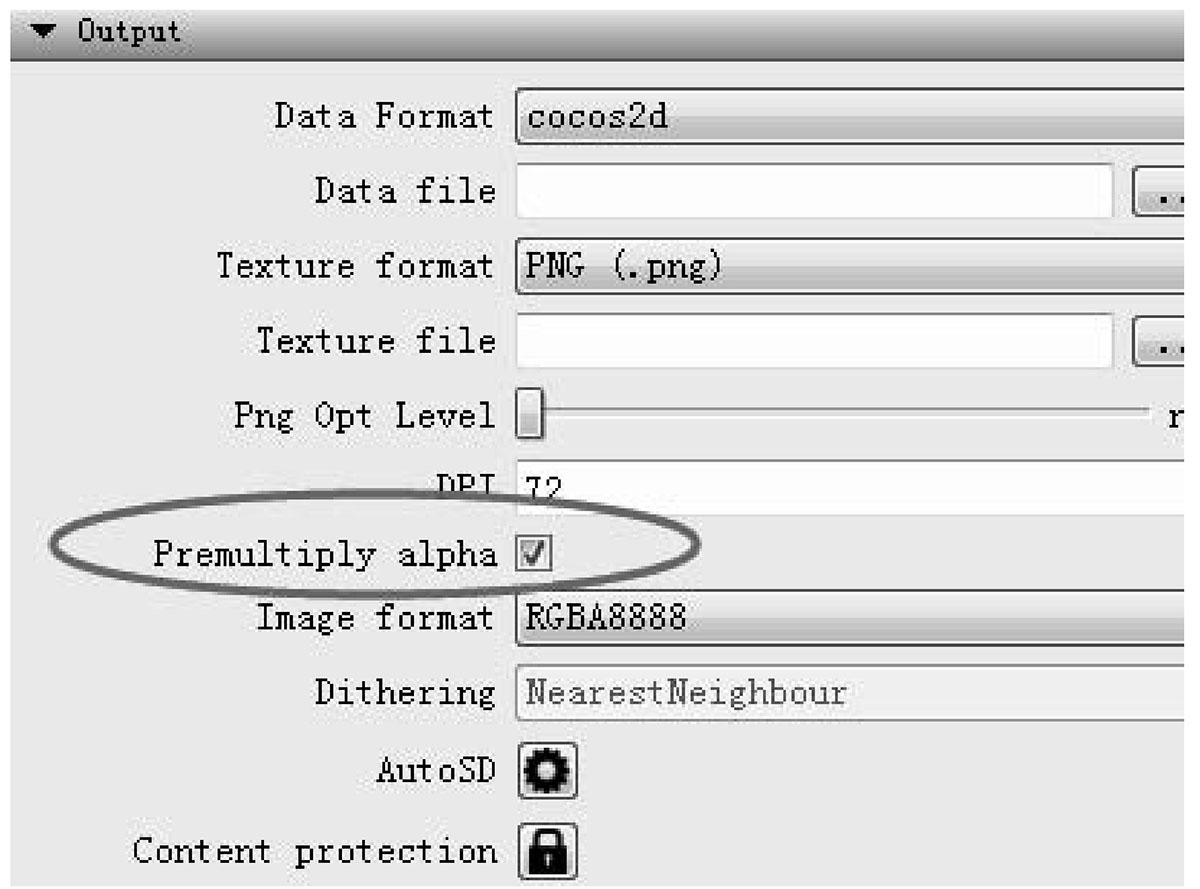 Output
Data Format cocos2d
Data file ..
Texture format PNG (.png)
Texture file ..
Png Opt Level
DPI 72
Premultiply alpha
Image format RGBA8888
Dithering NearestNeighbour
AutoSD
Content protection